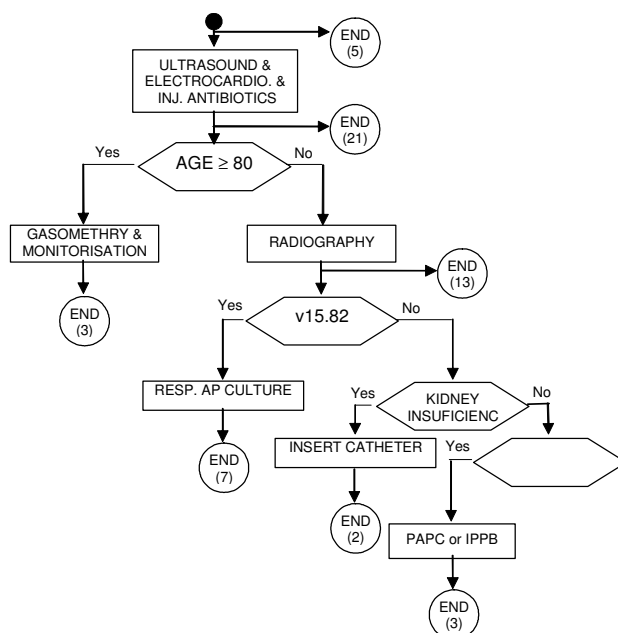 END
(5)
ULTRASOUND &
ELECTROCARDIO. &
INJ. ANTIBIOTICS
END
(21)
Yes
AGE ≥ 80
No
GASOMETHRY &
MONITORISATION
RADIOGRAPHY
END
(13)
END
(3)
Yes
v15.82
No
RESP. AP CULTURE
Yes
KIDNEY
INSUFICIENC
No
END
(7)
INSERT CATHETER
Yes
END
(2)
PAPC or IPPB
END
(3)